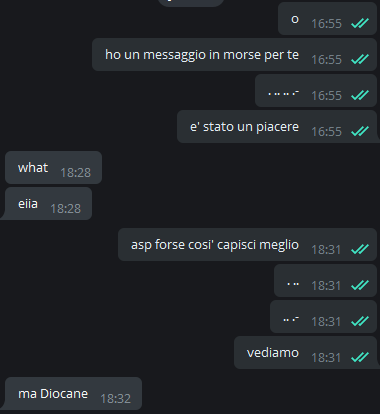 o 16:55
ho un messaggio in morse per te 16:55
. .. .. .- 16:55
e' stato un piacere 16:55
what 18:28
eiia 18:28
asp forse cosi' capisci meglio 18:31
. .. 18:31
.. .- 18:31
vediamo 18:31
ma Diocane 18:32